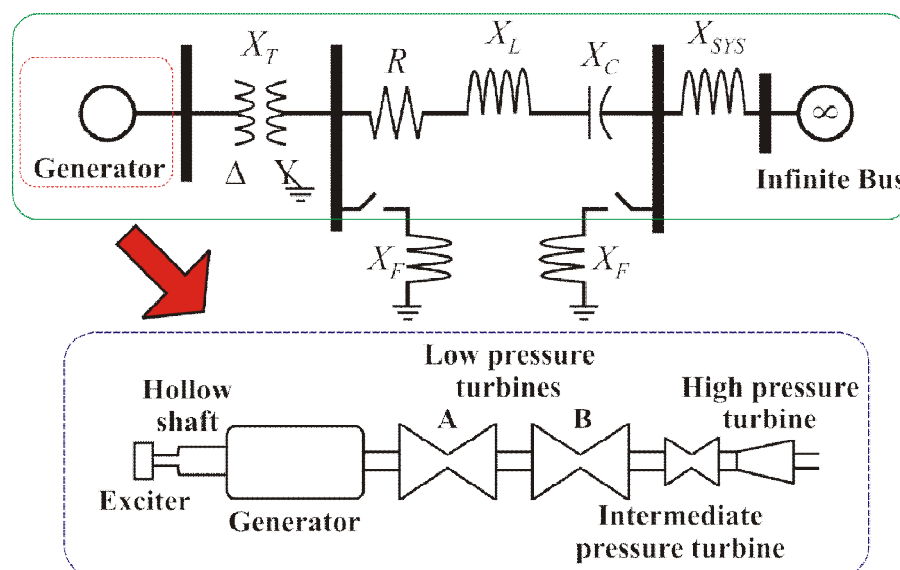 X_T
R
X_L
X_C
X_SYS
∞
Generator
Δ
Y
Infinite Bus
X_F
X_F
Low pressure
turbines
Hollow
shaft
A
B
High pressure
turbine
Exciter
Generator
Intermediate
pressure turbine